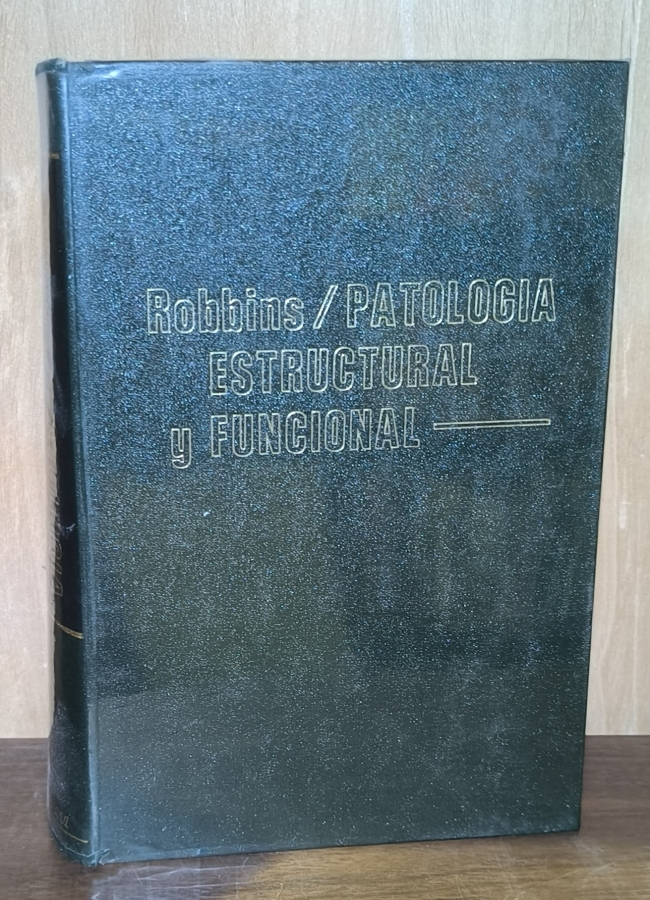 Robbins / PATOLOGIA
ESTRUCTURAL
y FUNCIONAL